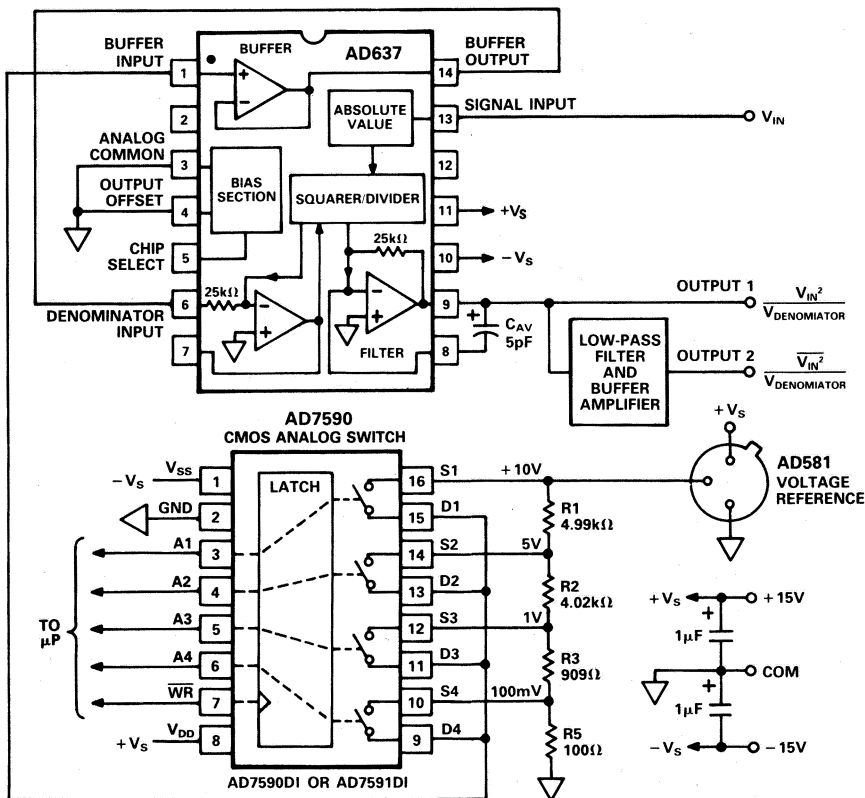 BUFFER INPUT
BUFFER
AD637
BUFFER OUTPUT
1
14
ABSOLUTE VALUE
SIGNAL INPUT
2
13
VIN
ANALOG COMMON
3
12
BIAS SECTION
SQUARER/DIVIDER
OUTPUT OFFSET
4
11
+VS
CHIP SELECT
5
25kΩ
10
-VS
25kΩ
6
DENOMINATOR INPUT
9
OUTPUT 1
VIN²
VDENOMIATOR
+
-
+
-
+
-
+
CAV
5pF
7
FILTER
8
LOW-PASS FILTER AND BUFFER AMPLIFIER
OUTPUT 2
VIN²
VDENOMIATOR
AD7590
CMOS ANALOG SWITCH
+VS
AD581
VOLTAGE
REFERENCE
-VS
VSS
1
LATCH
16
S1
+10V
GND
2
15
D1
R1
4.99kΩ
A1
3
14
S2
5V
A2
4
13
D2
R2
4.02kΩ
TO µP
A3
5
12
S3
1V
A4
6
11
D3
R3
909Ω
WR
7
10
S4
100mV
+VS
VDD
8
9
D4
R5
100Ω
+VS
+15V
+
1µF
COM
+
1µF
-VS
-15V
AD7590DI OR AD7591DI